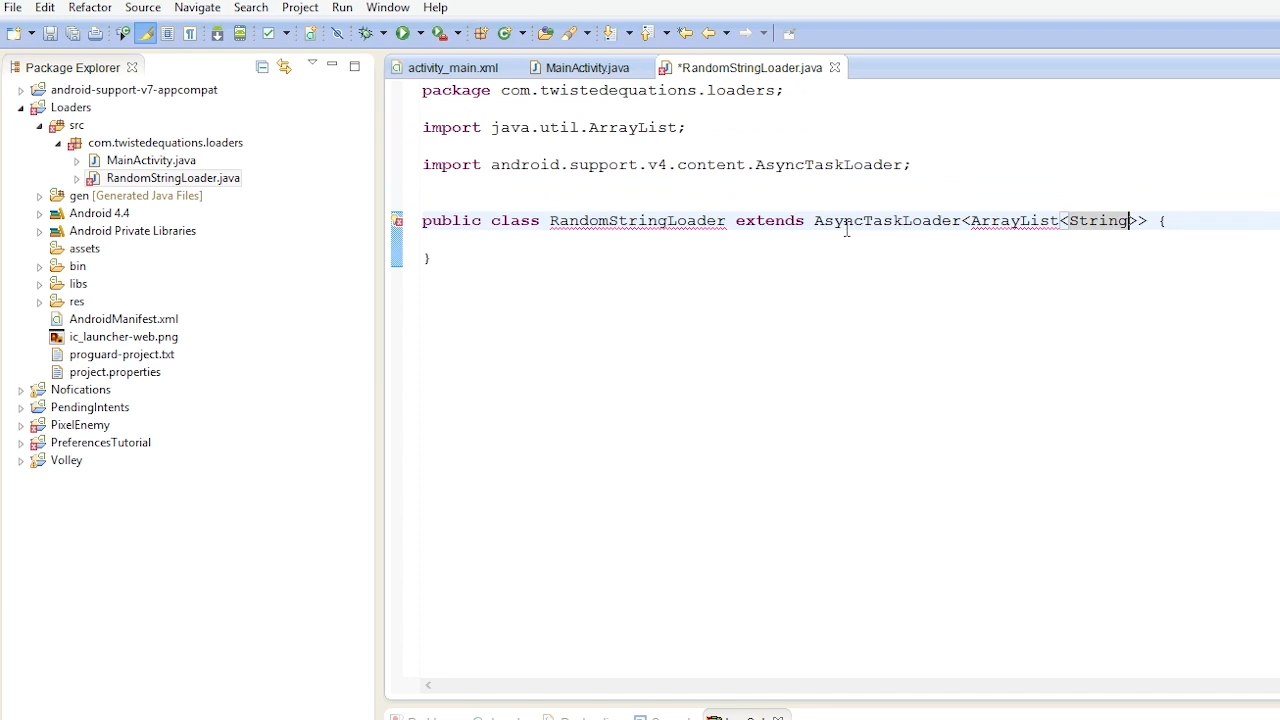 File Edit Refactor Source Navigate Search Project Run Window Help
Package Explorer
activity_main.xml MainActivity.java *RandomStringLoader.java
android-support-v7-appcompat
Loaders
src
com.twistedequations.loaders
MainActivity.java
RandomStringLoader.java
gen [Generated Java Files]
Android 4.4
Android Private Libraries
assets
bin
libs
res
AndroidManifest.xml
ic_launcher-web.png
proguard-project.txt
project.properties
Nofications
PendingIntents
PixelEnemy
PreferencesTutorial
Volley
package com.twistedequations.loaders;
import java.util.ArrayList;
import android.support.v4.content.AsyncTaskLoader;
public class RandomStringLoader extends AsyncTaskLoader<ArrayList<String>> {
}